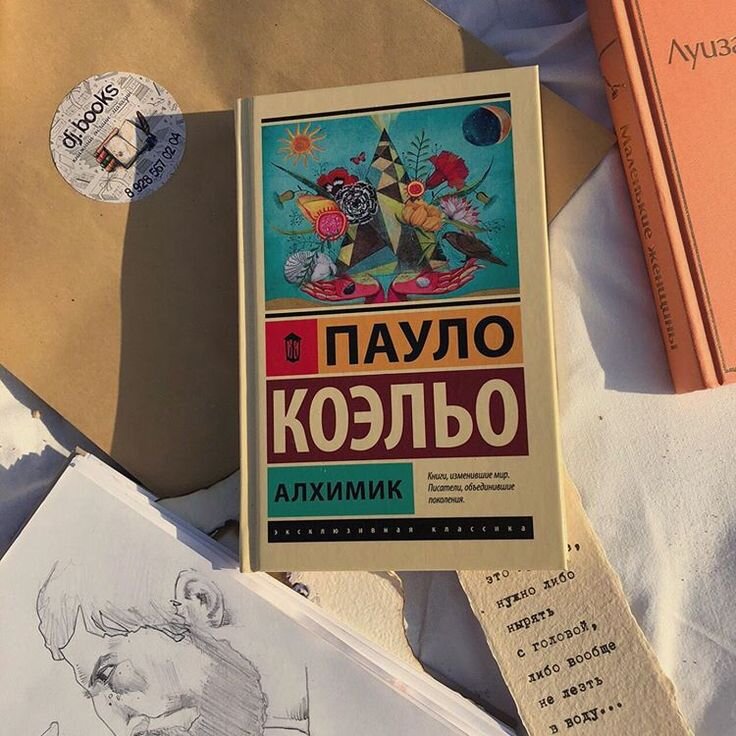 dj.books
8 928 567 02 04
ПАУЛО
КОЭЛЬО
АЛХИМИК
Книги, изменившие мир.
Писатели, объединившие
поколения.
эксклюзивная классика
Луиза
Маленькие женщины
это
нужно либо
нырять
с головой,
либо вообще
не лезть
в воду...